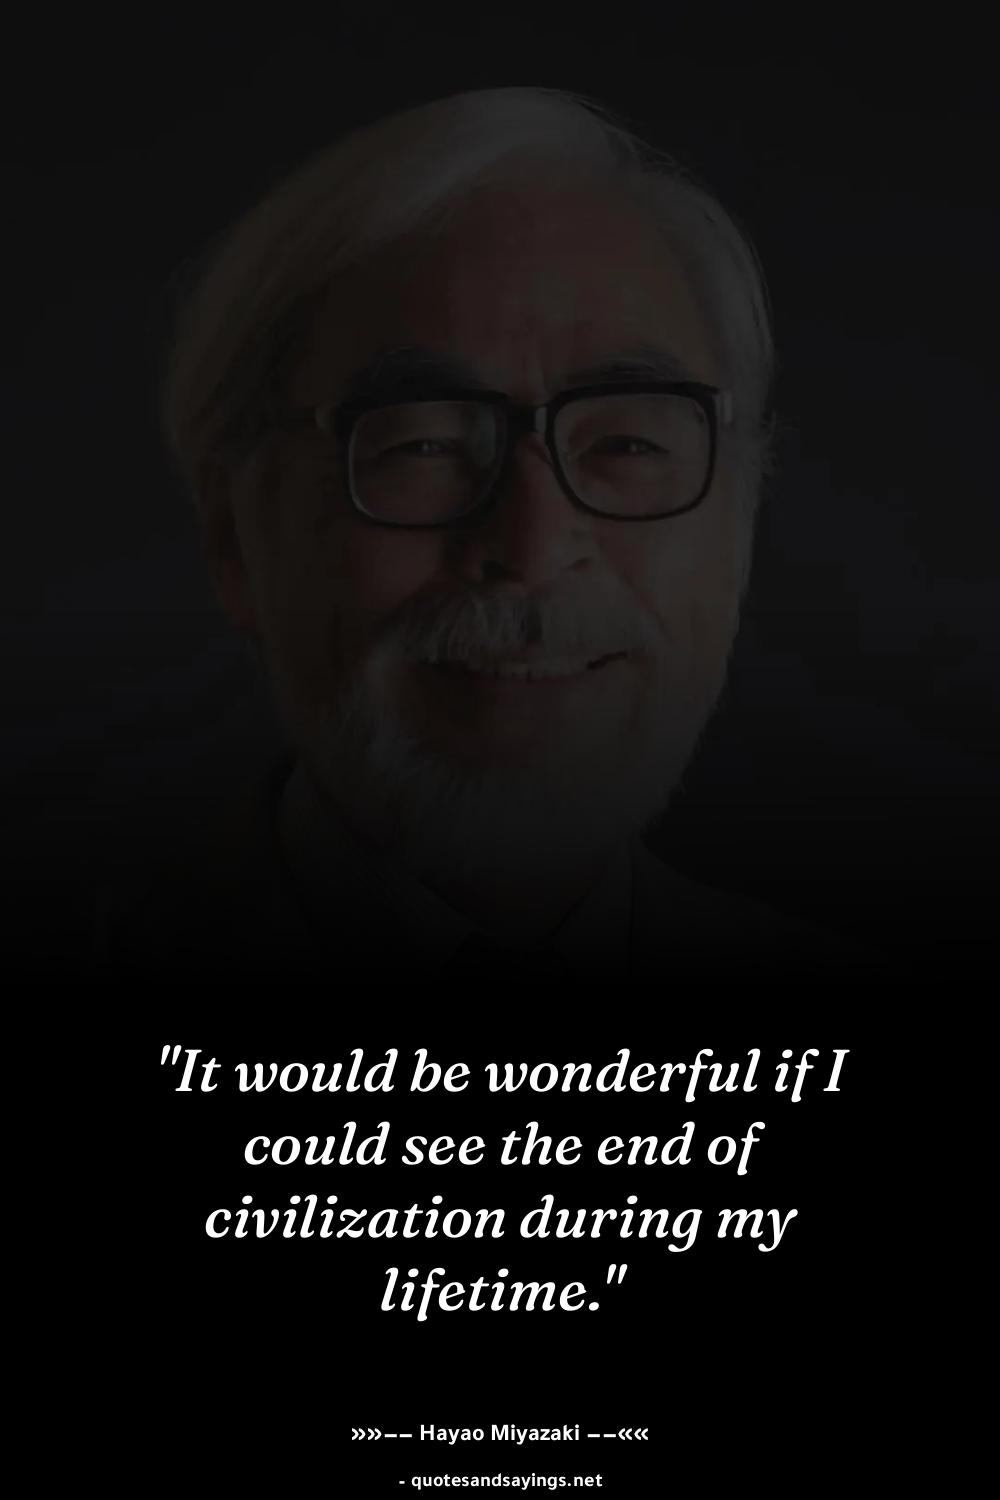 "It would be wonderful if I
could see the end of
civilization during my
lifetime."
»»–– Hayao Miyazaki ––««
- quotesandsayings.net